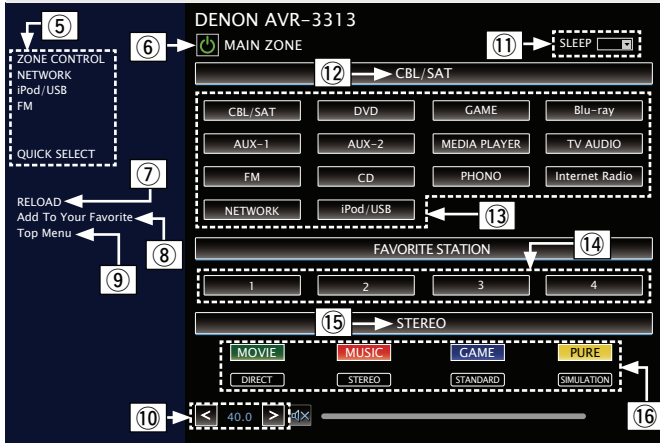 ⑤
ZONE CONTROL
NETWORK
iPod/USB
FM
QUICK SELECT
⑦
RELOAD
Add To Your Favorite
⑧
Top Menu
⑨
DENON AVR-3313
⑥ MAIN ZONE
⑪ SLEEP
⑫ CBL/SAT
CBL/SAT DVD GAME Blu-ray
AUX-1 AUX-2 MEDIA PLAYER TV AUDIO
FM CD PHONO Internet Radio
NETWORK iPod/USB ⑬
FAVORITE STATION ⑭
1 2 3 4
⑮ STEREO
MOVIE MUSIC GAME PURE
DIRECT STEREO STANDARD SIMULATION
⑯
⑩ < 40.0 >